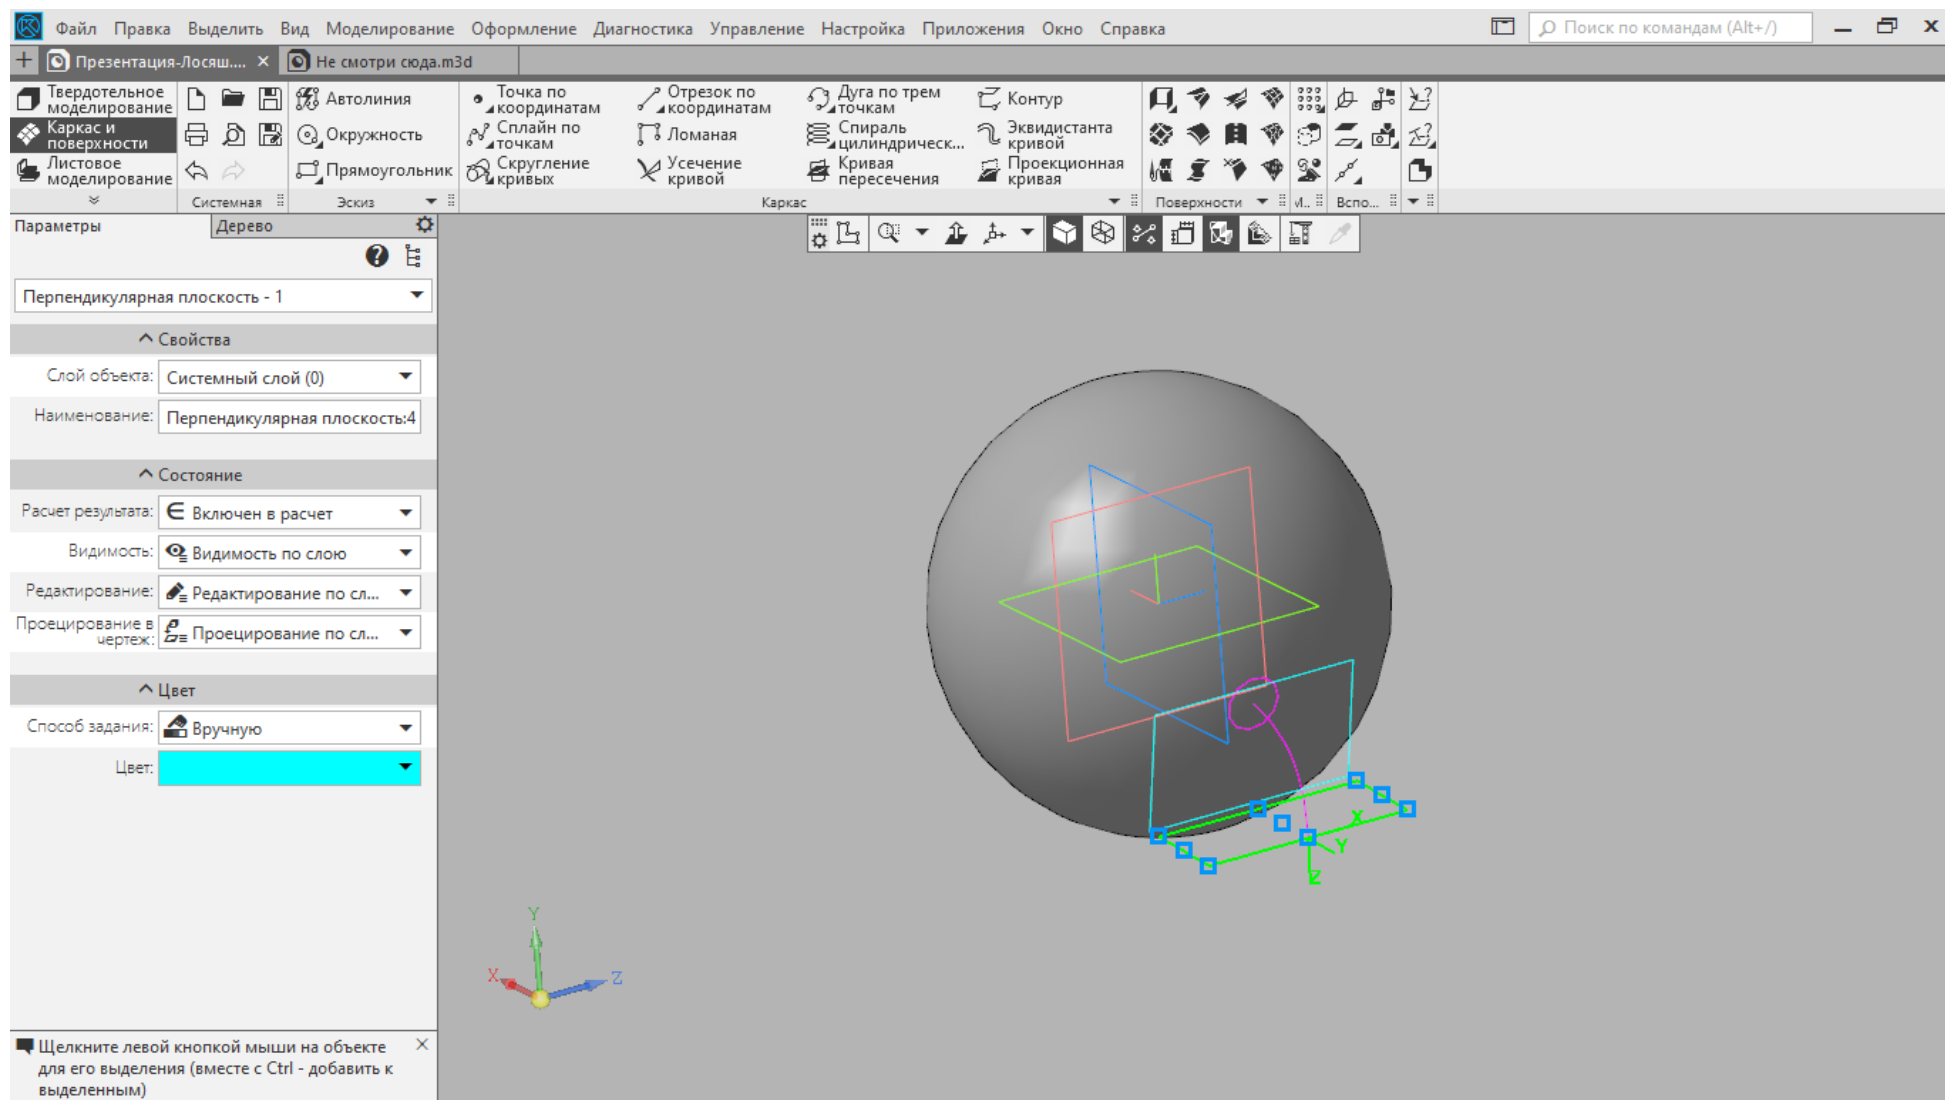 Файл Правка Выделить Вид Моделирование Оформление Диагностика Управление Настройка Приложения Окно Справка Поиск по командам (Alt+/)
Презентация-Лосяш.... Не смотри сюда.m3d
Твердотельное моделирование
Каркас и поверхности
Листовое моделирование
Системная
Автолиния
Окружность
Прямоугольник
Эскиз
Точка по координатам
Сплайн по точкам
Скругление кривых
Отрезок по координатам
Ломаная
Усечение кривой
Дуга по трем точкам
Спираль цилиндрическ...
Кривая пересечения
Контур
Эквидистанта кривой
Проекционная кривая
Каркас
Поверхности
И...
Вспо...
Параметры Дерево
Перпендикулярная плоскость - 1
Свойства
Слой объекта: Системный слой (0)
Наименование: Перпендикулярная плоскость:4
Состояние
Расчет результата: Включен в расчет
Видимость: Видимость по слою
Редактирование: Редактирование по сл...
Проецирование в чертеж: Проецирование по сл...
Цвет
Способ задания: Вручную
Цвет:
X
Y
Z
Y
X
Z
Щелкните левой кнопкой мыши на объекте
для его выделения (вместе с Ctrl - добавить к
выделенным)